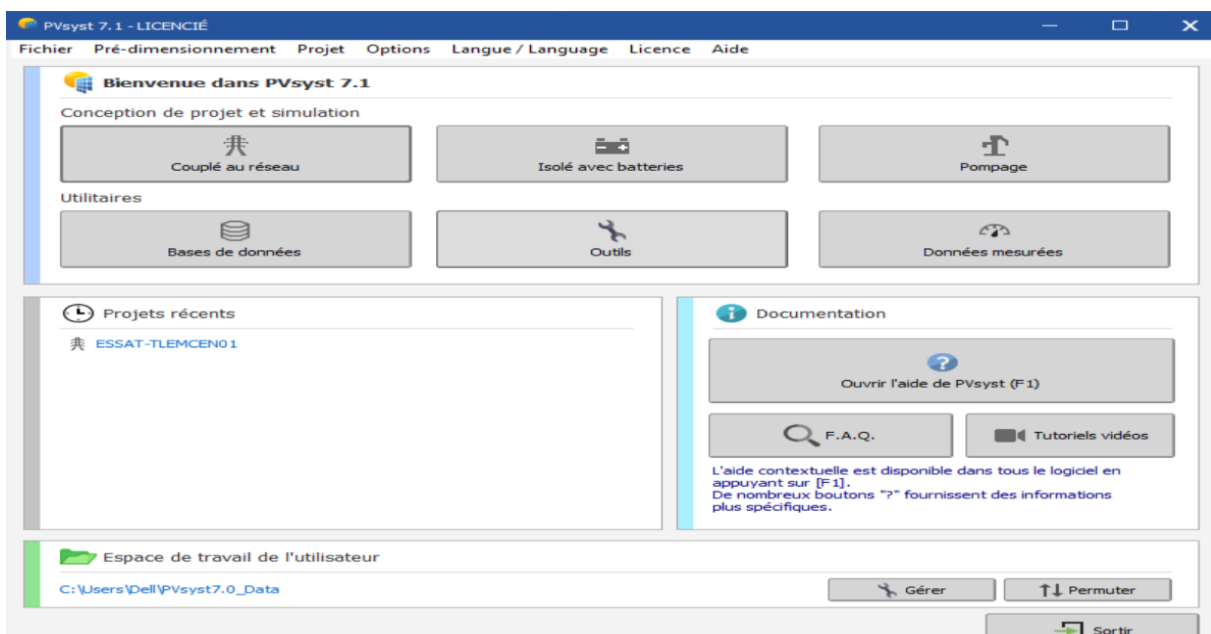 PVsyst 7.1 - LICENCIÉ
Fichier Pré-dimensionnement Projet Options Langue / Language Licence Aide
Bienvenue dans PVsyst 7.1
Conception de projet et simulation
Couplé au réseau
Isolé avec batteries
Pompage
Utilitaires
Bases de données
Outils
Données mesurées
Projets récents
ESSAT-TLEMCEN01
Documentation
Ouvrir l'aide de PVsyst (F1)
F.A.Q.
Tutoriels vidéos
L'aide contextuelle est disponible dans tous le logiciel en
appuyant sur [F1].
De nombreux boutons "?" fournissent des informations
plus spécifiques.
Espace de travail de l'utilisateur
C:\Users\Dell\PVsyst7.0_Data
Gérer
Permuter
Sortir